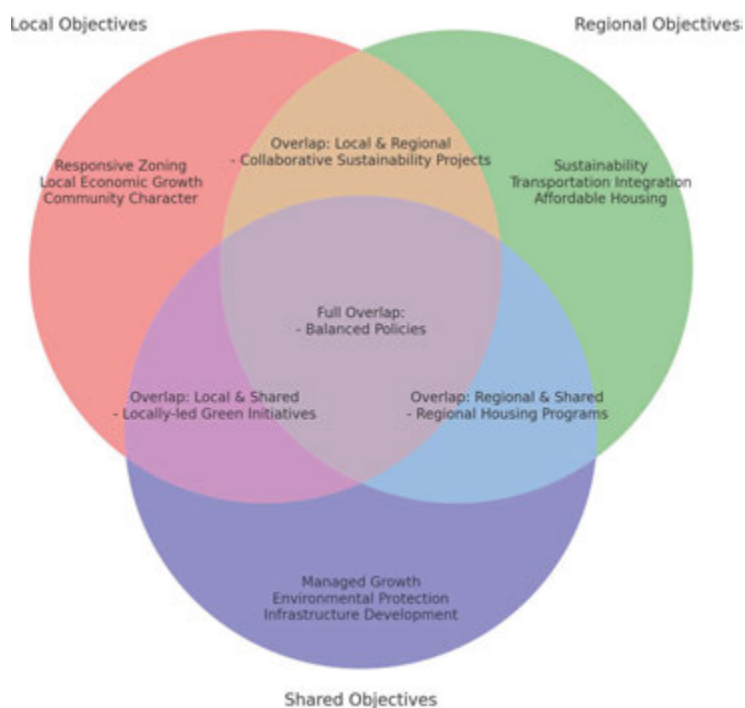 Local Objectives
Regional Objectives
Overlap: Local & Regional
- Collaborative Sustainability Projects
Responsive Zoning
Local Economic Growth
Community Character
Sustainability
Transportation Integration
Affordable Housing
Full Overlap:
- Balanced Policies
Overlap: Local & Shared
- Locally-led Green Initiatives
Overlap: Regional & Shared
- Regional Housing Programs
Managed Growth
Environmental Protection
Infrastructure Development
Shared Objectives